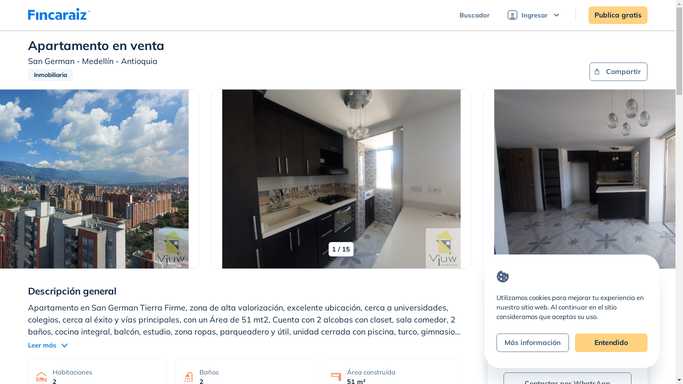 Fincaraiz
Buscador
Ingresar
Publica gratis
Apartamento en venta
San German - Medellín - Antioquia
Inmobiliaria
Compartir
Vjuw
1 / 15
Vjuw
Descripción general
Apartamento en San German Tierra Firme, zona de alta valorización, excelente ubicación, cerca a universidades,
colegios, cerca al éxito y vías principales, con un Área de 51 mt2, Cuenta con 2 alcobas con closet, sala comedor, 2
baños, cocina integral, balcón, estudio, zona ropas, parqueadero y útil. unidad cerrada con piscina, turco, gimnasio...
Leer más
Habitaciones
2
Baños
2
Área construida
51 m²
Utilizamos cookies para mejorar tu experiencia en
nuestro sitio web. Al continuar en el sitio
consideramos que aceptas su uso.
Más información
Entendido
Contactar por WhatsApp